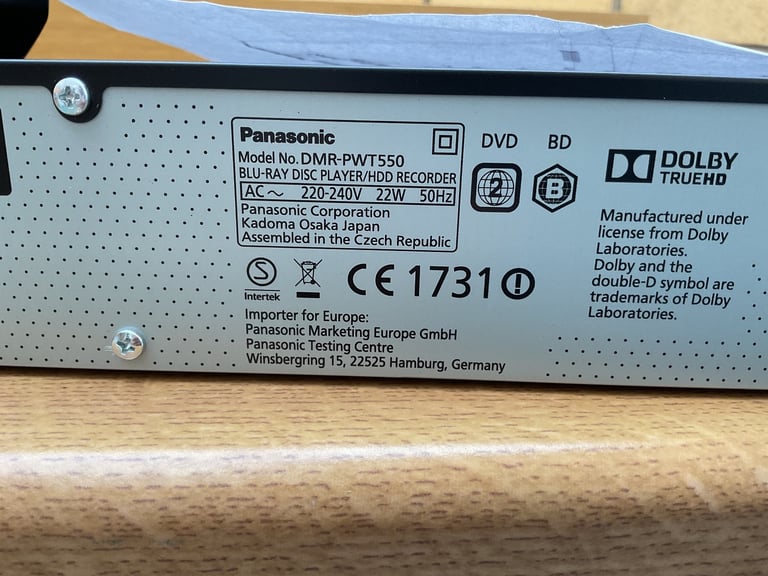 Panasonic
Model No. DMR-PWT550
BLU-RAY DISC PLAYER/HDD RECORDER
AC～ 220-240V 22W 50Hz
Panasonic Corporation
Kadoma Osaka Japan
Assembled in the Czech Republic
DVD BD
2 B
DOLBY
TRUEHD
Manufactured under
license from Dolby
Laboratories.
Dolby and the
double-D symbol are
trademarks of Dolby
Laboratories.
S
Intertek
CE 1731
Importer for Europe:
Panasonic Marketing Europe GmbH
Panasonic Testing Centre
Winsbergring 15, 22525 Hamburg, Germany